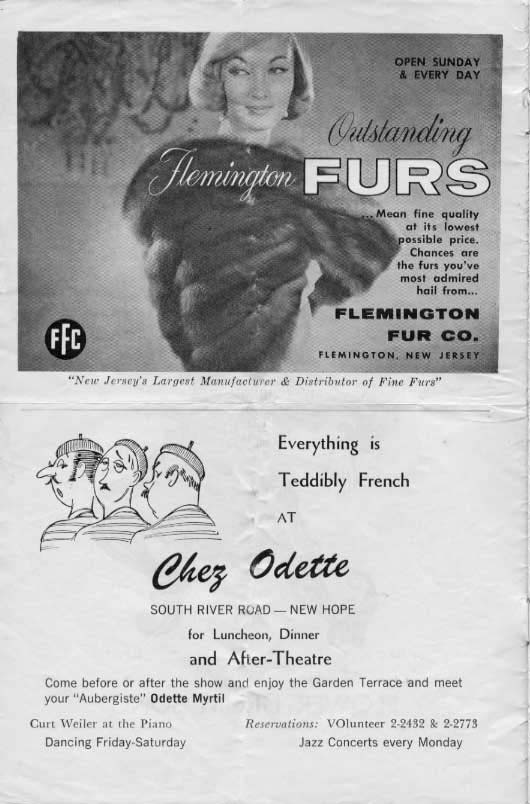 OPEN SUNDAY
& EVERY DAY
Outstanding
Flemington FURS
...Mean fine quality
at its lowest
possible price.
Chances are
the furs you've
most admired
hail from...
FLEMINGTON
FUR CO.
FLEMINGTON, NEW JERSEY
FFC
"New Jersey's Largest Manufacturer & Distributor of Fine Furs"
Everything is
Teddibly French
AT
Chez Odette
SOUTH RIVER ROAD — NEW HOPE
for Luncheon, Dinner
and After-Theatre
Come before or after the show and enjoy the Garden Terrace and meet
your "Aubergiste" Odette Myrtil
Curt Weiler at the Piano
Reservations: VOlunteer 2-2432 & 2-2773
Dancing Friday-Saturday
Jazz Concerts every Monday